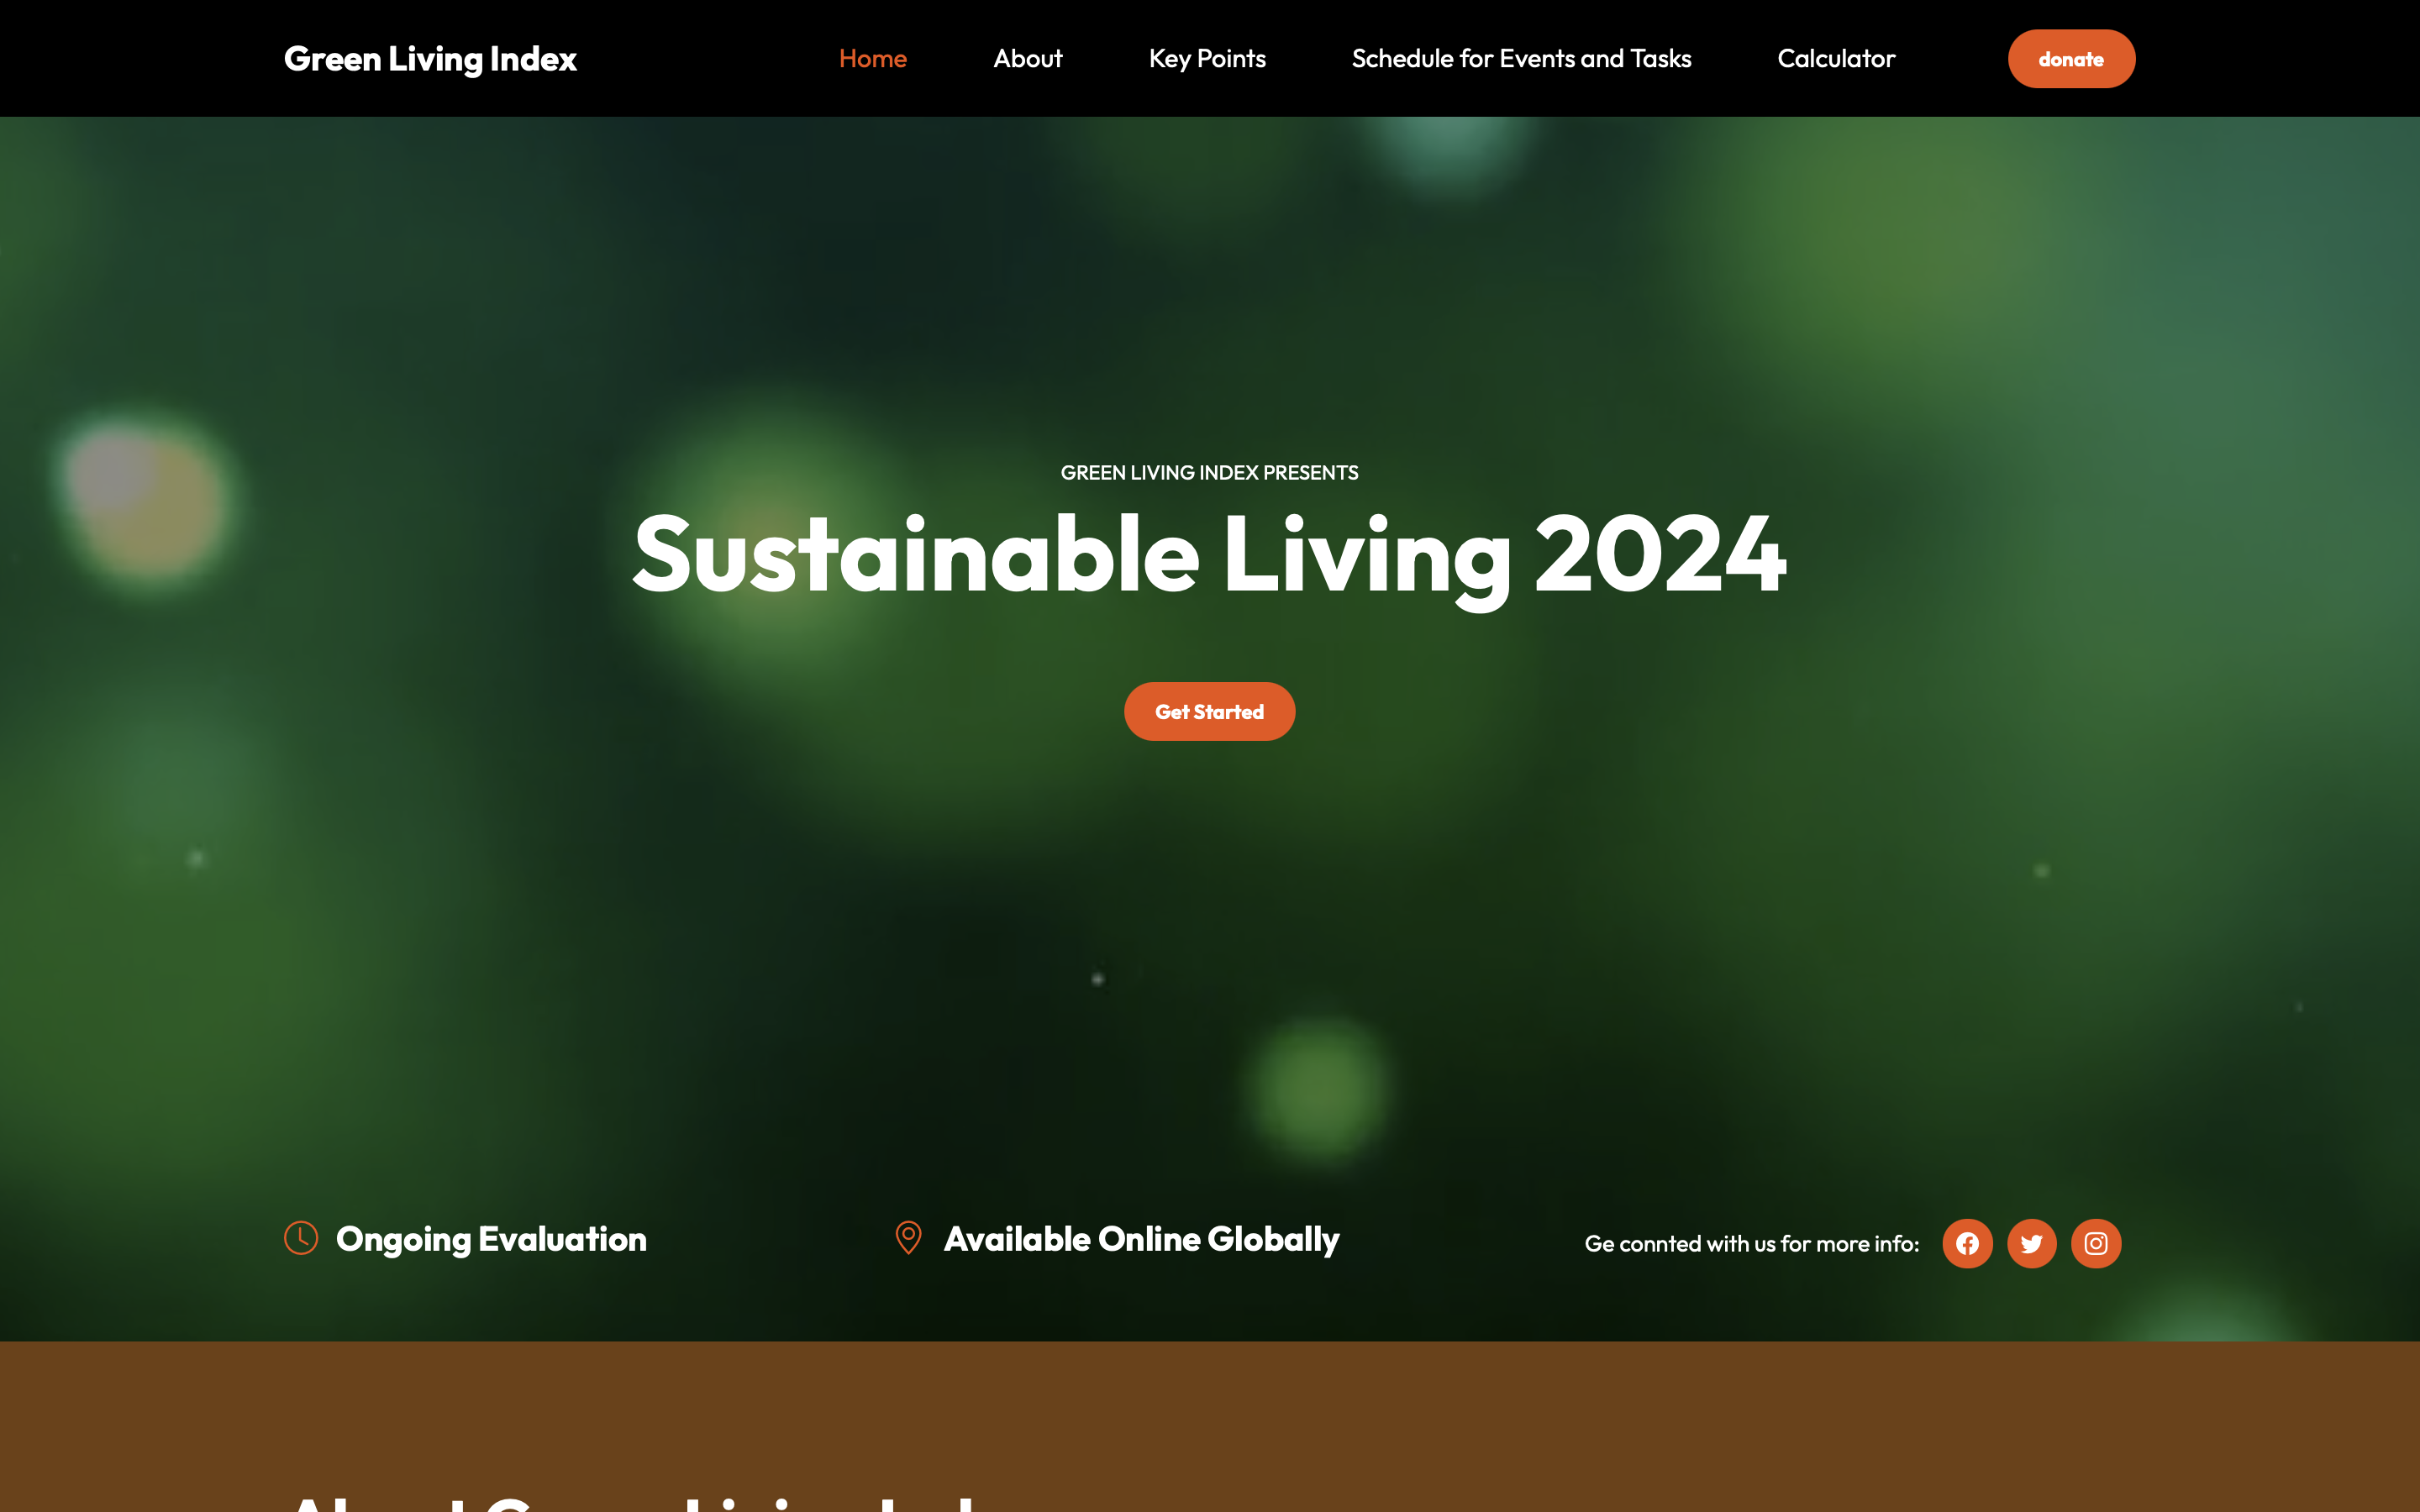 Green Living Index
Home
About
Key Points
Schedule for Events and Tasks
Calculator
donate
GREEN LIVING INDEX PRESENTS
Sustainable Living 2024
Get Started
Ongoing Evaluation
Available Online Globally
Ge connted with us for more info: